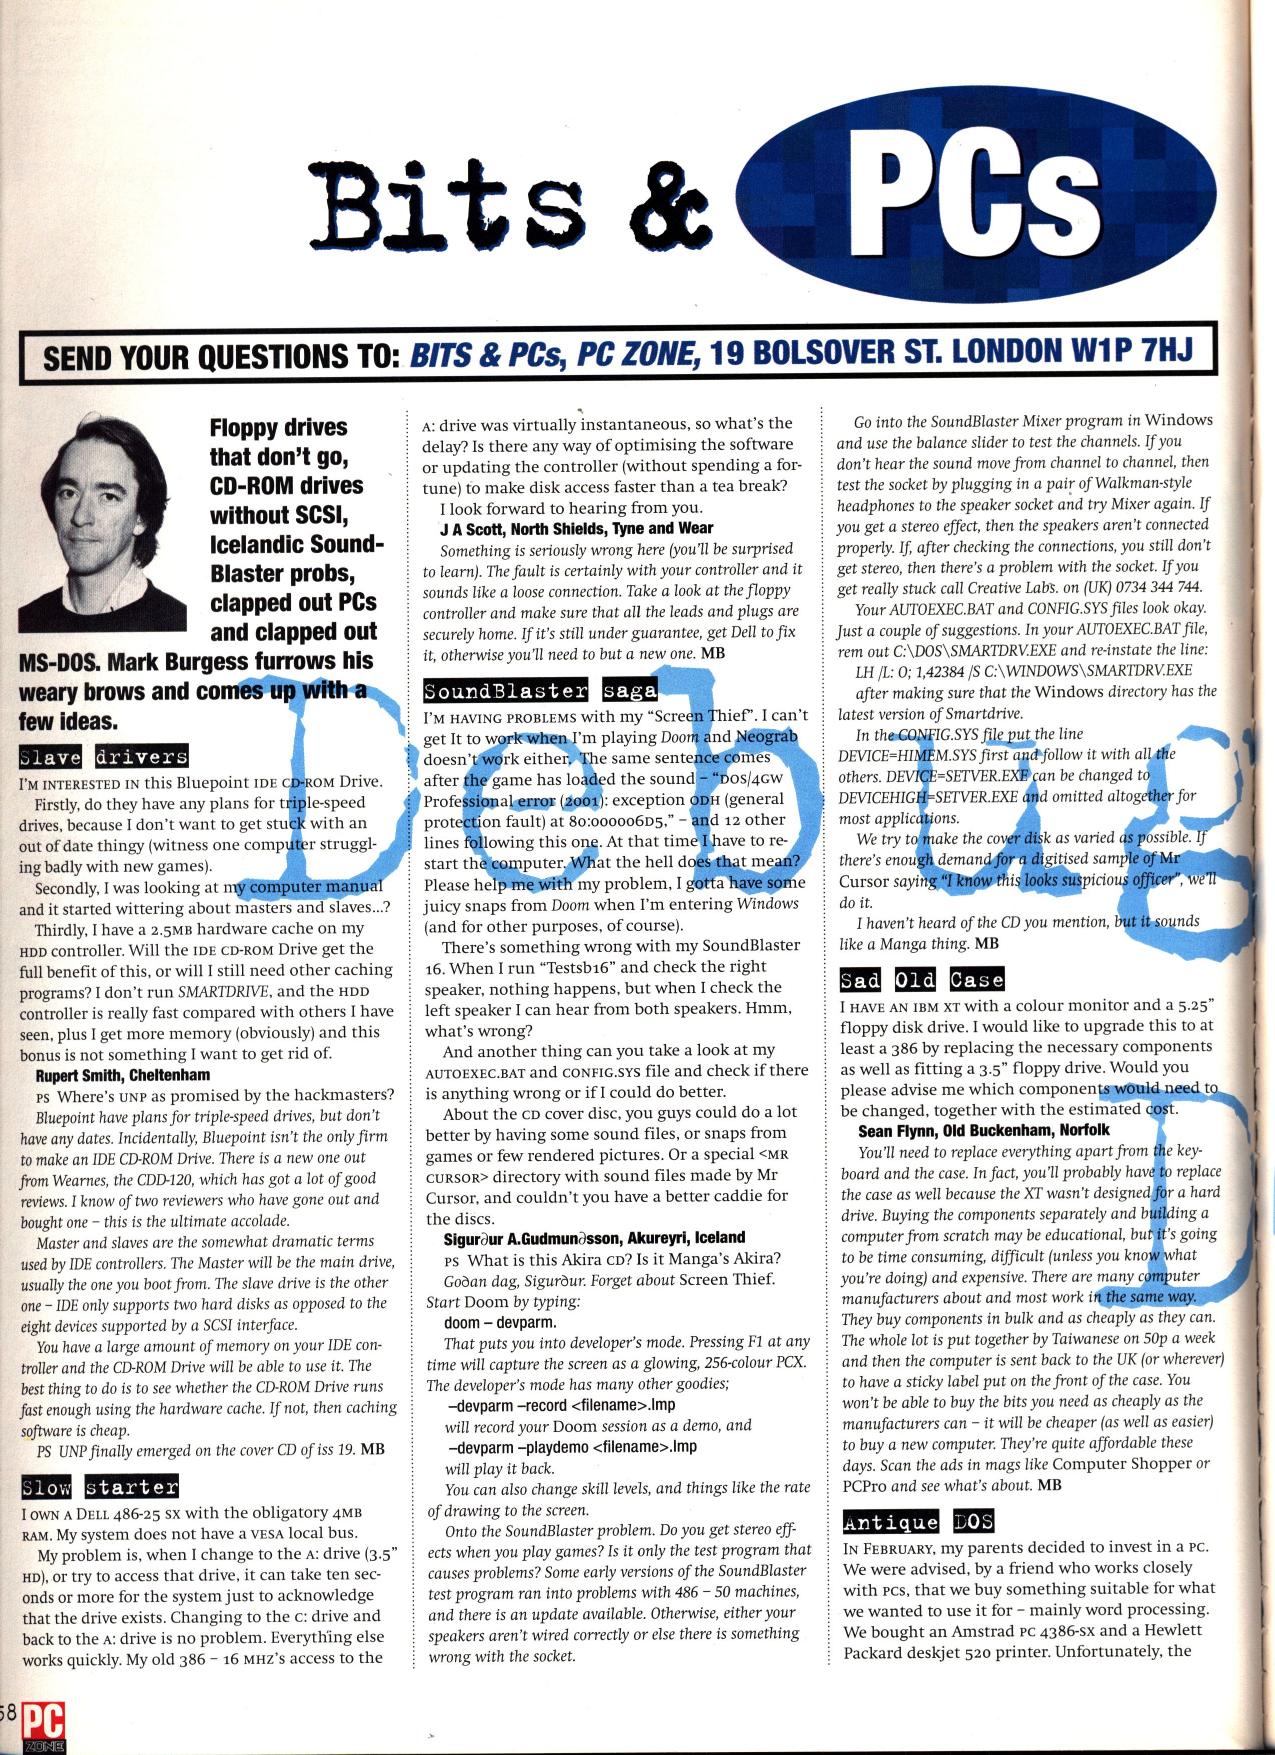 Bits & PCs
SEND YOUR QUESTIONS TO: BITS & PCs, PC ZONE, 19 BOLSOVER ST. LONDON W1P 7HJ
Floppy drives
that don't go,
CD-ROM drives
without SCSI,
Icelandic Sound-
Blaster probs,
clapped out PCs
and clapped out
MS-DOS. Mark Burgess furrows his
weary brows and comes up with a
few ideas.
Slave drivers
I'M INTERESTED IN this Bluepoint IDE CD-ROM Drive.
Firstly, do they have any plans for triple-speed
drives, because I don't want to get stuck with an
out of date thingy (witness one computer struggl-
ing badly with new games).
Secondly, I was looking at my computer manual
and it started wittering about masters and slaves...?
Thirdly, I have a 2.5MB hardware cache on my
HDD controller. Will the IDE CD-ROM Drive get the
full benefit of this, or will I still need other caching
programs? I don't run SMARTDRIVE, and the HDD
controller is really fast compared with others I have
seen, plus I get more memory (obviously) and this
bonus is not something I want to get rid of.
Rupert Smith, Cheltenham
PS Where's UNP as promised by the hackmasters?
Bluepoint have plans for triple-speed drives, but don't
have any dates. Incidentally, Bluepoint isn't the only firm
to make an IDE CD-ROM Drive. There is a new one out
from Wearnes, the CDD-120, which has got a lot of good
reviews. I know of two reviewers who have gone out and
bought one – this is the ultimate accolade.
Master and slaves are the somewhat dramatic terms
used by IDE controllers. The Master will be the main drive,
usually the one you boot from. The slave drive is the other
one – IDE only supports two hard disks as opposed to the
eight devices supported by a SCSI interface.
You have a large amount of memory on your IDE con-
troller and the CD-ROM Drive will be able to use it. The
best thing to do is to see whether the CD-ROM Drive runs
fast enough using the hardware cache. If not, then caching
software is cheap.
PS UNP finally emerged on the cover CD of iss 19. MB
Slow starter
I OWN A DELL 486-25 SX with the obligatory 4MB
RAM. My system does not have a VESA local bus.
My problem is, when I change to the A: drive (3.5"
HD), or try to access that drive, it can take ten sec-
onds or more for the system just to acknowledge
that the drive exists. Changing to the C: drive and
back to the A: drive is no problem. Everything else
works quickly. My old 386 – 16 MHZ's access to the
A: drive was virtually instantaneous, so what's the
delay? Is there any way of optimising the software
or updating the controller (without spending a for-
tune) to make disk access faster than a tea break?
I look forward to hearing from you.
J A Scott, North Shields, Tyne and Wear
Something is seriously wrong here (you'll be surprised
to learn). The fault is certainly with your controller and it
sounds like a loose connection. Take a look at the floppy
controller and make sure that all the leads and plugs are
securely home. If it's still under guarantee, get Dell to fix
it, otherwise you'll need to but a new one. MB
SoundBlaster saga
I'M HAVING PROBLEMS with my "Screen Thief". I can't
get It to work when I'm playing Doom and Neograb
doesn't work either. The same sentence comes
after the game has loaded the sound – "DOS/4GW
Professional error (2001): exception ODH (general
protection fault) at 80:000006D5," – and 12 other
lines following this one. At that time I have to re-
start the computer. What the hell does that mean?
Please help me with my problem, I gotta have some
juicy snaps from Doom when I'm entering Windows
(and for other purposes, of course).
There's something wrong with my SoundBlaster
16. When I run "Testsb16" and check the right
speaker, nothing happens, but when I check the
left speaker I can hear from both speakers. Hmm,
what's wrong?
And another thing can you take a look at my
AUTOEXEC.BAT and CONFIG.SYS file and check if there
is anything wrong or if I could do better.
About the CD cover disc, you guys could do a lot
better by having some sound files, or snaps from
games or few rendered pictures. Or a special <MR
CURSOR> directory with sound files made by Mr
Cursor, and couldn't you have a better caddie for
the discs.
Sigur∂ur A.Gudmun∂sson, Akureyri, Iceland
PS What is this Akira CD? Is it Manga's Akira?
Go∂an dag, Sigur∂ur. Forget about Screen Thief.
Start Doom by typing:
doom – devparm.
That puts you into developer's mode. Pressing F1 at any
time will capture the screen as a glowing, 256-colour PCX.
The developer's mode has many other goodies;
–devparm –record <filename>.lmp
will record your Doom session as a demo, and
–devparm –playdemo <filename>.lmp
will play it back.
You can also change skill levels, and things like the rate
of drawing to the screen.
Onto the SoundBlaster problem. Do you get stereo eff-
ects when you play games? Is it only the test program that
causes problems? Some early versions of the SoundBlaster
test program ran into problems with 486 – 50 machines,
and there is an update available. Otherwise, either your
speakers aren't wired correctly or else there is something
wrong with the socket.
Go into the SoundBlaster Mixer program in Windows
and use the balance slider to test the channels. If you
don't hear the sound move from channel to channel, then
test the socket by plugging in a pair of Walkman-style
headphones to the speaker socket and try Mixer again. If
you get a stereo effect, then the speakers aren't connected
properly. If, after checking the connections, you still don't
get stereo, then there's a problem with the socket. If you
get really stuck call Creative Labs. on (UK) 0734 344 744.
Your AUTOEXEC.BAT and CONFIG.SYS files look okay.
Just a couple of suggestions. In your AUTOEXEC.BAT file,
rem out C:\DOS\SMARTDRV.EXE and re-instate the line:
LH /L: O; 1,42384 /S C:\WINDOWS\SMARTDRV.EXE
after making sure that the Windows directory has the
latest version of Smartdrive.
In the CONFIG.SYS file put the line
DEVICE=HIMEM.SYS first and follow it with all the
others. DEVICE=SETVER.EXE can be changed to
DEVICEHIGH=SETVER.EXE and omitted altogether for
most applications.
We try to make the cover disk as varied as possible. If
there's enough demand for a digitised sample of Mr
Cursor saying "I know this looks suspicious officer", we'll
do it.
I haven't heard of the CD you mention, but it sounds
like a Manga thing. MB
Sad Old Case
I HAVE AN IBM XT with a colour monitor and a 5.25"
floppy disk drive. I would like to upgrade this to at
least a 386 by replacing the necessary components
as well as fitting a 3.5" floppy drive. Would you
please advise me which components would need to
be changed, together with the estimated cost.
Sean Flynn, Old Buckenham, Norfolk
You'll need to replace everything apart from the key-
board and the case. In fact, you'll probably have to replace
the case as well because the XT wasn't designed for a hard
drive. Buying the components separately and building a
computer from scratch may be educational, but it's going
to be time consuming, difficult (unless you know what
you're doing) and expensive. There are many computer
manufacturers about and most work in the same way.
They buy components in bulk and as cheaply as they can.
The whole lot is put together by Taiwanese on 50p a week
and then the computer is sent back to the UK (or wherever)
to have a sticky label put on the front of the case. You
won't be able to buy the bits you need as cheaply as the
manufacturers can – it will be cheaper (as well as easier)
to buy a new computer. They're quite affordable these
days. Scan the ads in mags like Computer Shopper or
PCPro and see what's about. MB
Antique DOS
IN FEBRUARY, my parents decided to invest in a PC.
We were advised, by a friend who works closely
with PCs, that we buy something suitable for what
we wanted to use it for – mainly word processing.
We bought an Amstrad PC 4386-SX and a Hewlett
Packard deskjet 520 printer. Unfortunately, the
Debug
D
58
PC
ZONE